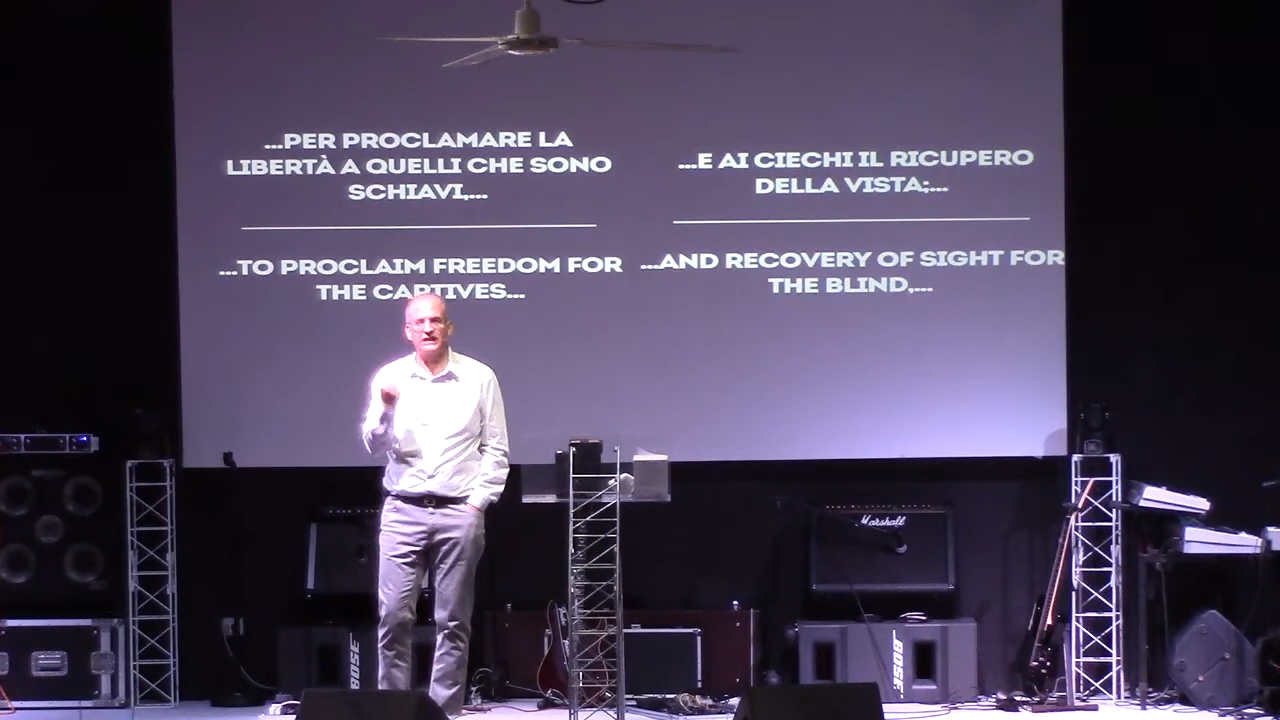 ...PER PROCLAMARE LA
LIBERTÀ A QUELLI CHE SONO
SCHIAVI,...
...TO PROCLAIM FREEDOM FOR
THE CAPTIVES...
...E AI CIECHI IL RICUPERO
DELLA VISTA;...
...AND RECOVERY OF SIGHT FOR
THE BLIND,...
Marshall
BOSE
BOSE